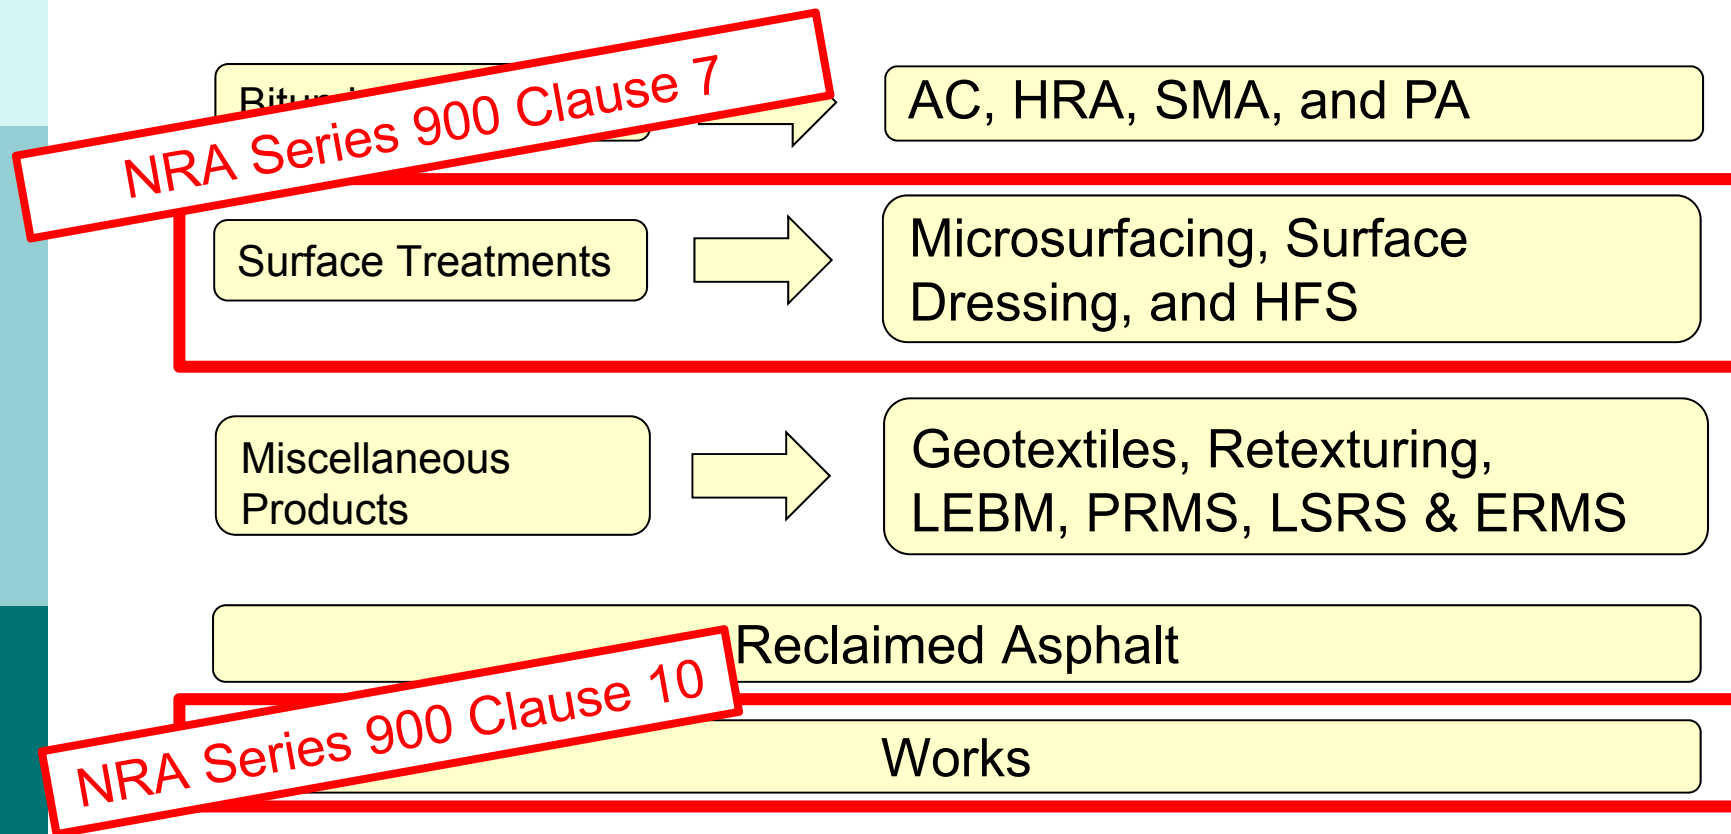 NRA Series 900 Clause 7
AC, HRA, SMA, and PA
Surface Treatments
Microsurfacing, Surface
Dressing, and HFS
Miscellaneous
Products
Geotextiles, Retexturing,
LEBM, PRMS, LSRS & ERMS
Reclaimed Asphalt
NRA Series 900 Clause 10
Works